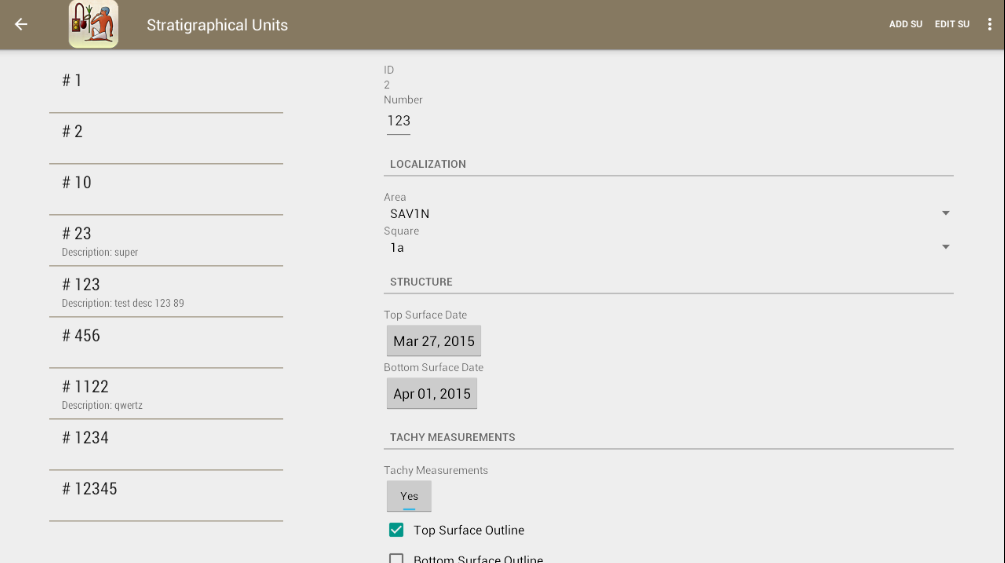 Stratigraphical Units
ADD SU EDIT SU
# 1
# 2
# 10
# 23
Description: super
# 123
Description: test desc 123 89
# 456
# 1122
Description: qwertz
# 1234
# 12345
ID
2
Number
123
LOCALIZATION
Area
SAV1N
Square
1a
STRUCTURE
Top Surface Date
Mar 27, 2015
Bottom Surface Date
Apr 01, 2015
TACHY MEASUREMENTS
Tachy Measurements
Yes
Top Surface Outline
Bottom Surface Outline